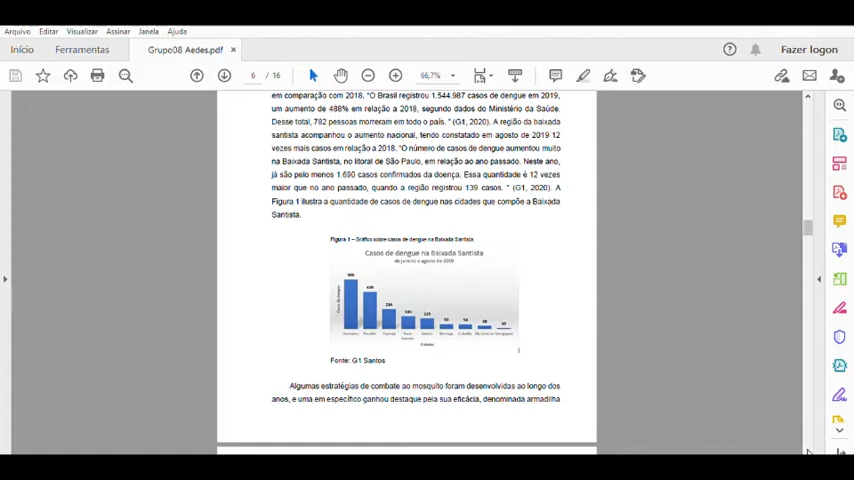 Arquivo Editar Visualizar Assinar Janela Ajuda
Início Ferramentas Grupo08 Aedes.pdf × Fazer logon
6 / 16 66,7%
em comparação com 2018. "O Brasil registrou 1.544.987 casos de dengue em 2019,
um aumento de 488% em relação a 2018, segundo dados do Ministério da Saúde.
Desse total, 782 pessoas morreram em todo o país. " (G1, 2020). A região da baixada
santista acompanhou o aumento nacional, tendo constatado em agosto de 2019 12
vezes mais casos em relação a 2018. "O número de casos de dengue aumentou muito
na Baixada Santista, no litoral de São Paulo, em relação ao ano passado. Neste ano,
já são pelo menos 1.690 casos confirmados da doença. Essa quantidade é 12 vezes
maior que no ano passado, quando a região registrou 139 casos. " (G1, 2020). A
Figura 1 ilustra a quantidade de casos de dengue nas cidades que compõe a Baixada
Santista.
Figura 1 – Gráfico sobre casos de dengue na Baixada Santista
Casos de dengue na Baixada Santista
de janeiro a agosto de 2019
Fonte: G1 Santos
Algumas estratégias de combate ao mosquito foram desenvolvidas ao longo dos
anos, e uma em específico ganhou destaque pela sua eficácia, denominada armadilha